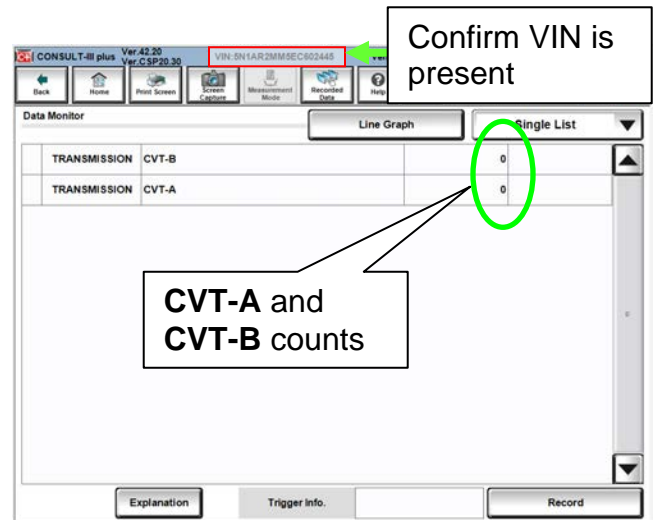 CONSULT-III plus Ver.42.20
Ver.CSP20.30
VIN:5N1AR2MM5EC602445
Confirm VIN is
present
Back
Home
Print Screen
Screen
Capture
Measurement
Mode
Recorded
Data
Help
Data Monitor
Line Graph
Single List
TRANSMISSION CVT-B 0
TRANSMISSION CVT-A 0
CVT-A and
CVT-B counts
Explanation
Trigger Info.
Record